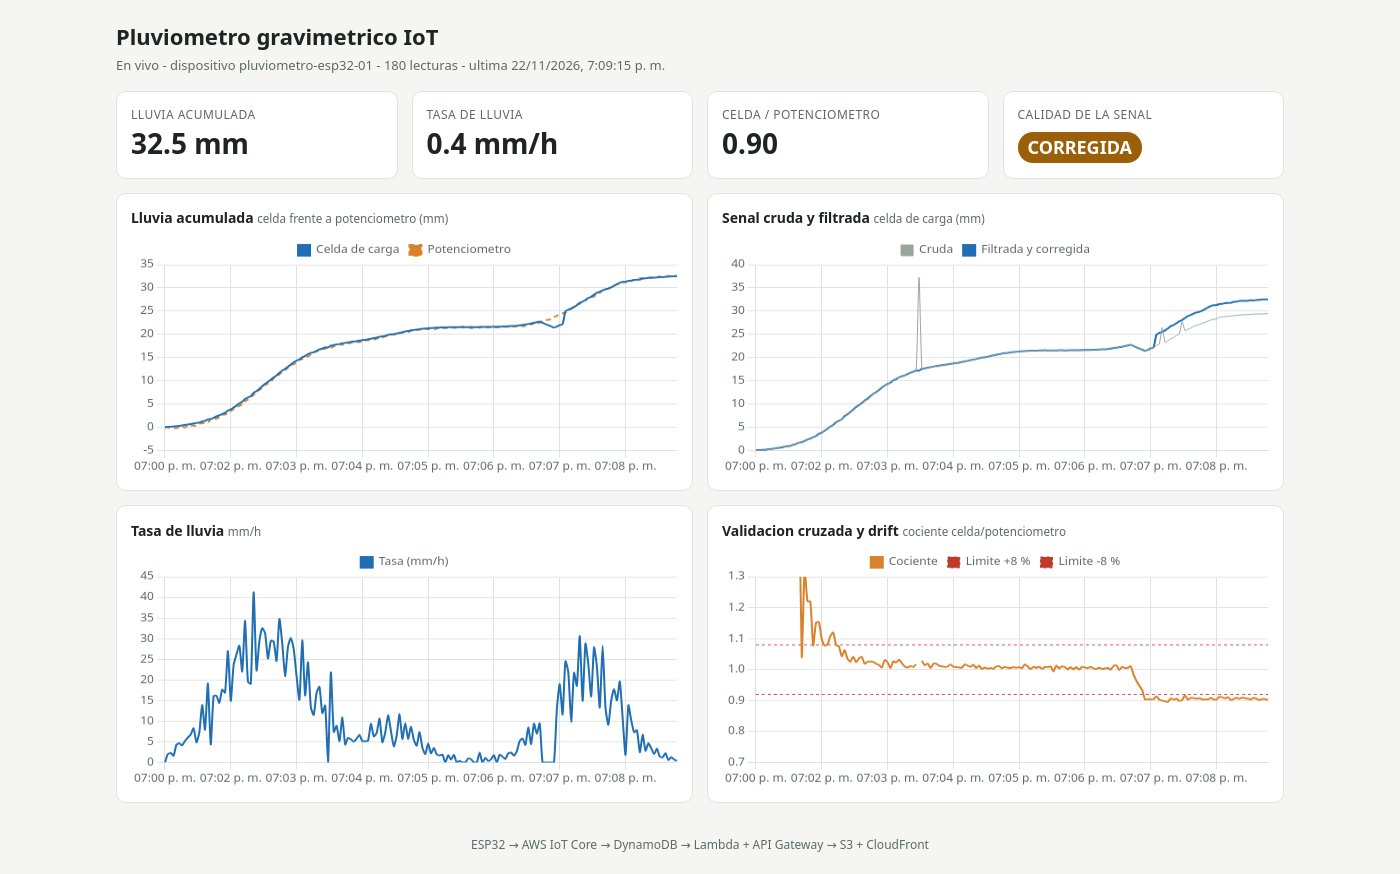 Pluviometro gravimetrico IoT
En vivo - dispositivo pluviometro-esp32-01 - 180 lecturas - ultima 22/11/2026, 7:09:15 p. m.
LLUVIA ACUMULADA
32.5 mm
TASA DE LLUVIA
0.4 mm/h
CELDA / POTENCIOMETRO
0.90
CALIDAD DE LA SENAL
CORREGIDA
Lluvia acumulada celda frente a potenciometro (mm)
Celda de carga Potenciometro
35
30
25
20
15
10
5
0
-5
07:00 p. m. 07:02 p. m. 07:03 p. m. 07:04 p. m. 07:05 p. m. 07:06 p. m. 07:07 p. m. 07:08 p. m.
Senal cruda y filtrada celda de carga (mm)
Cruda Filtrada y corregida
40
35
30
25
20
15
10
5
0
07:00 p. m. 07:02 p. m. 07:03 p. m. 07:04 p. m. 07:05 p. m. 07:06 p. m. 07:07 p. m. 07:08 p. m.
Tasa de lluvia mm/h
Tasa (mm/h)
45
40
35
30
25
20
15
10
5
0
07:00 p. m. 07:02 p. m. 07:03 p. m. 07:04 p. m. 07:05 p. m. 07:06 p. m. 07:07 p. m. 07:08 p. m.
Validacion cruzada y drift cociente celda/potenciometro
Cociente Limite +8 % Limite -8 %
1.3
1.2
1.1
1.0
0.9
0.8
0.7
07:00 p. m. 07:02 p. m. 07:03 p. m. 07:04 p. m. 07:05 p. m. 07:06 p. m. 07:07 p. m. 07:08 p. m.
ESP32 → AWS IoT Core → DynamoDB → Lambda + API Gateway → S3 + CloudFront